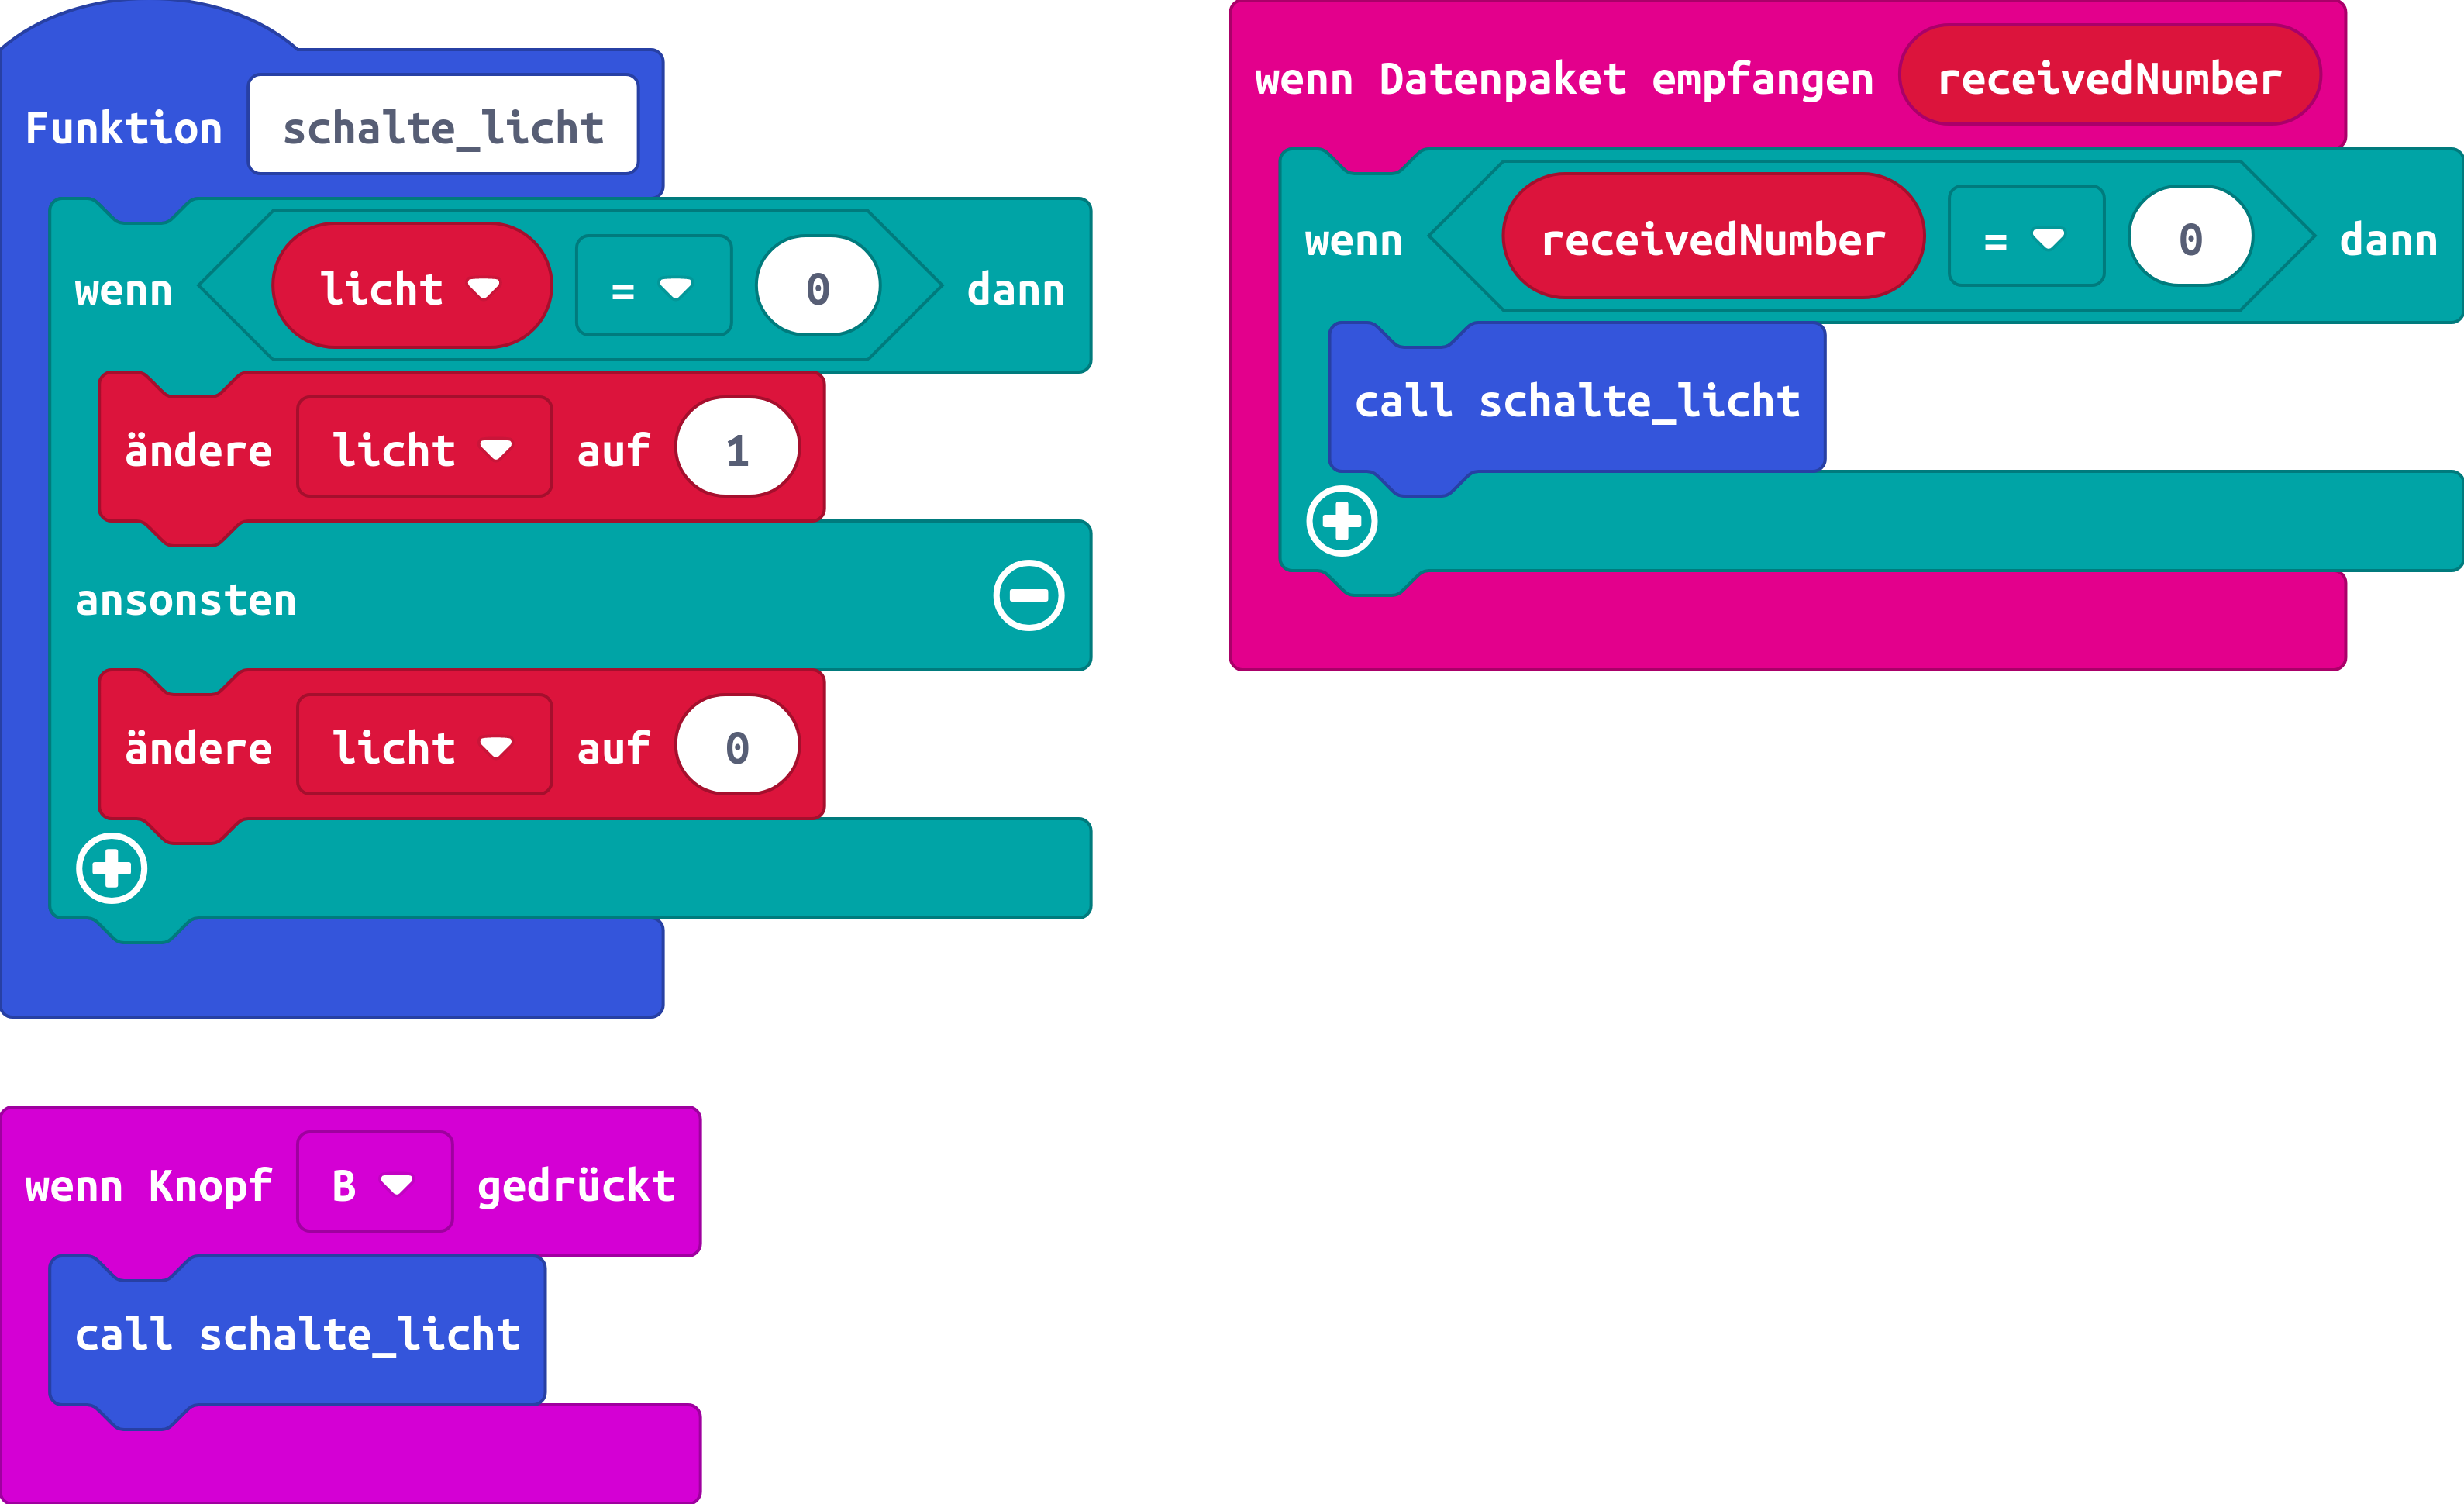 Funktion schalte_licht
wenn licht = 0 dann
ändere licht auf 1
ansonsten
ändere licht auf 0
wenn Knopf B gedrückt
call schalte_licht
wenn Datenpaket empfangen receivedNumber
wenn receivedNumber = 0 dann
call schalte_licht